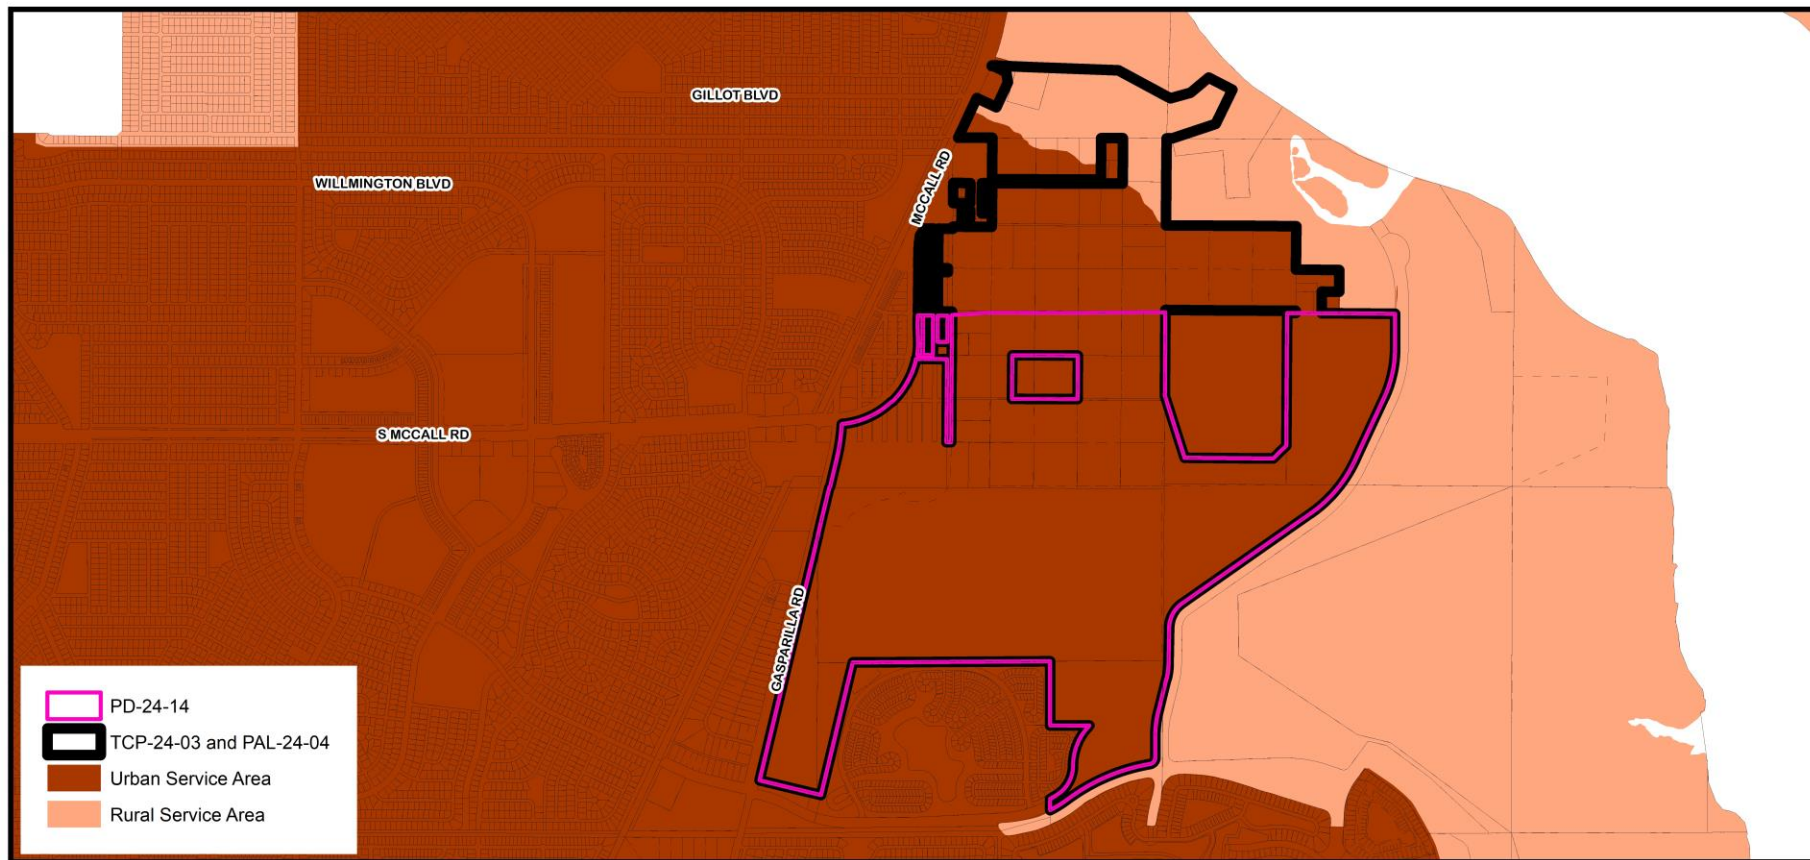 GILLOT BLVD
WILLMINGTON BLVD
MCCALL RD
S MCCALL RD
GASPARILLA RD
PD-24-14
TCP-24-03 and PAL-24-04
Urban Service Area
Rural Service Area